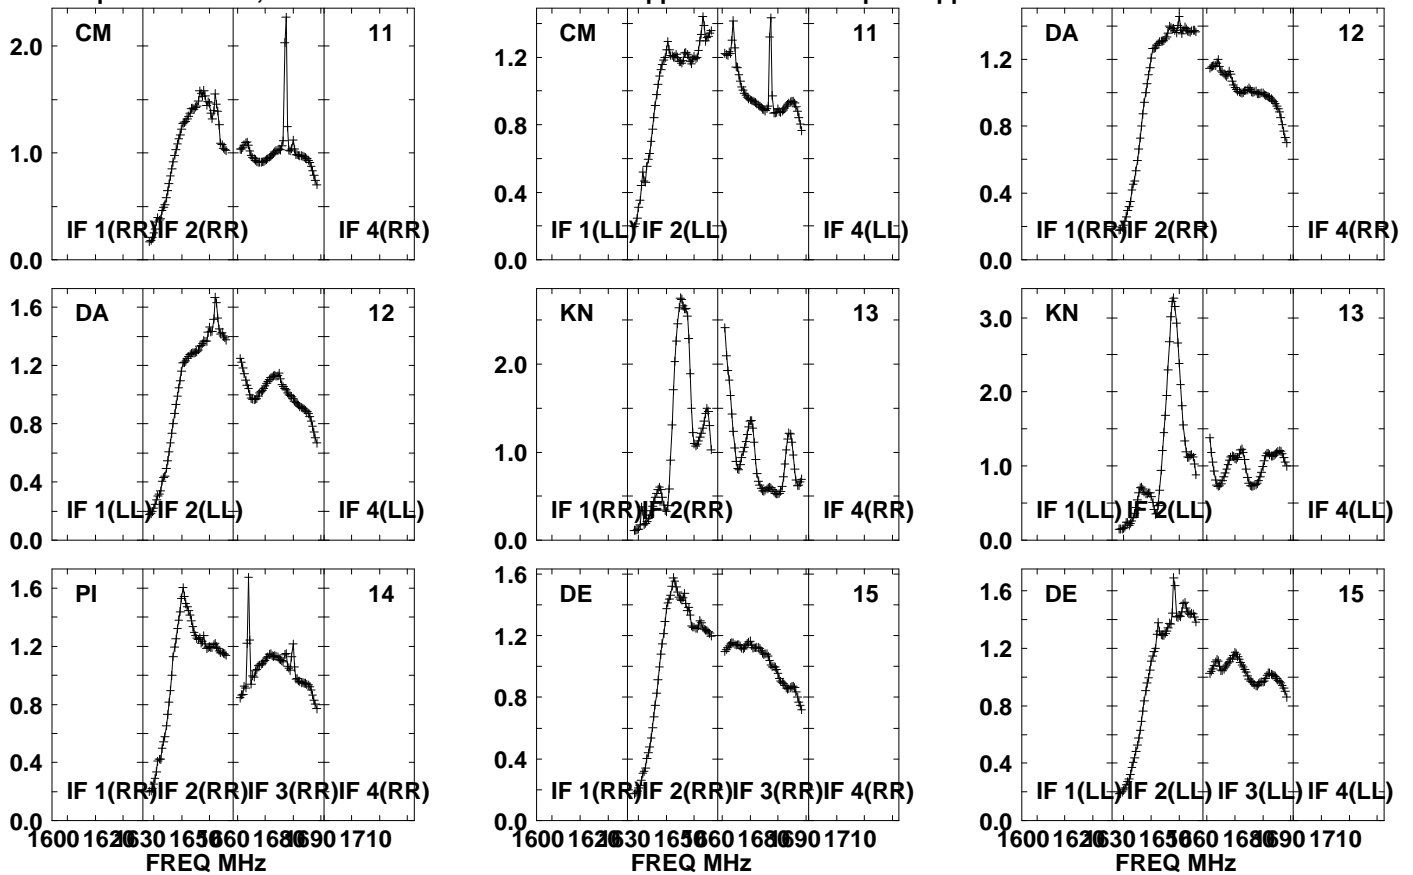 CM 11
2.0
1.0
0.0
IF 1(RR) IF 2(RR) IF 4(RR)
CM 11
1.2
0.8
0.4
0.0
IF 1(LL) IF 2(LL) IF 4(LL)
DA 12
1.2
0.8
0.4
0.0
IF 1(RR) IF 2(RR) IF 4(RR)
DA 12
1.6
1.2
0.8
0.4
0.0
IF 1(LL) IF 2(LL) IF 4(LL)
KN 13
2.0
1.0
0.0
IF 1(RR) IF 2(RR) IF 4(RR)
KN 13
3.0
2.0
1.0
0.0
IF 1(LL) IF 2(LL) IF 4(LL)
PI 14
1.6
1.2
0.8
0.4
0.0
IF 1(RR) IF 2(RR) IF 3(RR) IF 4(RR)
1600 1620 1630 1650 1660 1680 1690 1710
FREQ MHz
DE 15
1.6
1.2
0.8
0.4
0.0
IF 1(RR) IF 2(RR) IF 3(RR) IF 4(RR)
1600 1620 1630 1650 1660 1680 1690 1710
FREQ MHz
DE 15
1.6
1.2
0.8
0.4
0.0
IF 1(LL) IF 2(LL) IF 3(LL) IF 4(LL)
1600 1620 1630 1650 1660 1680 1690 1710
FREQ MHz